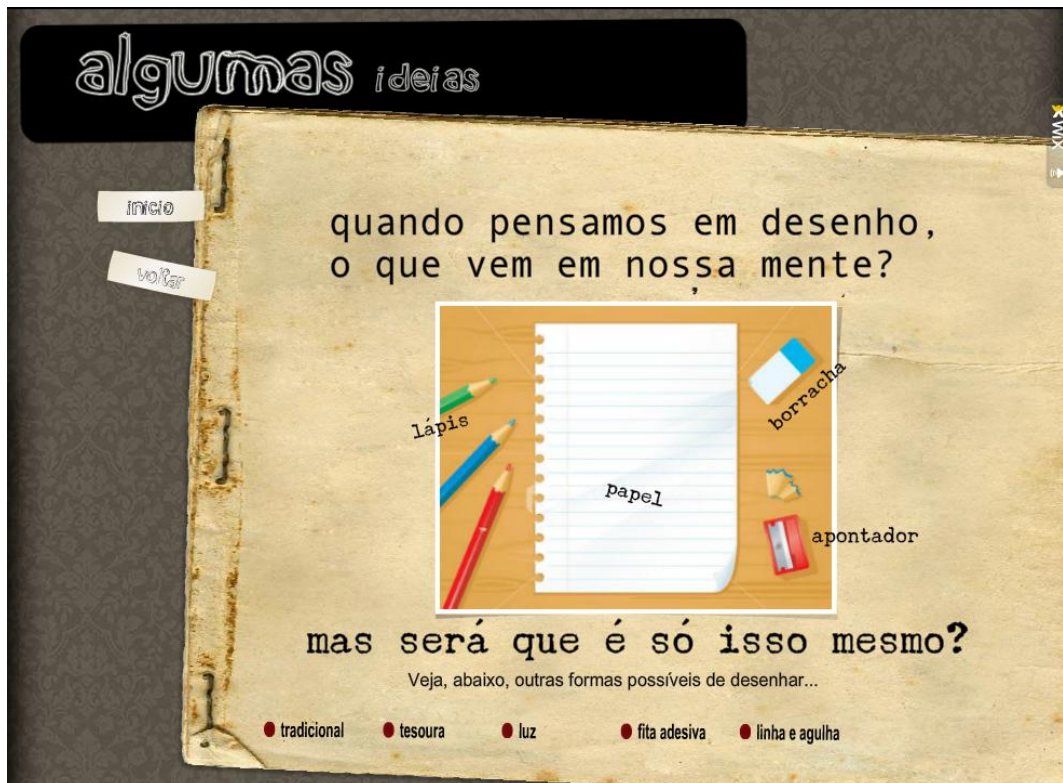 algumas ideias
WiX
inicio
voltar
quando pensamos em desenho,
o que vem em nossa mente?
lápis
borracha
papel
apontador
mas será que é só isso mesmo?
Veja, abaixo, outras formas possíveis de desenhar...
tradicional tesoura luz fita adesiva linha e agulha